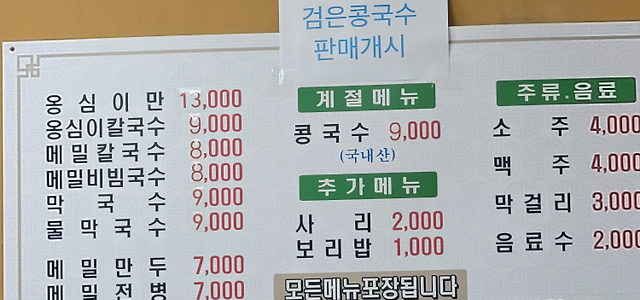 검은콩국수
판매개시
옹심이만 13,000
옹심이칼국수 9,000
메밀칼국수 8,000
메밀비빔국수 8,000
막국수 9,000
물막국수 9,000
메밀만두 7,000
메밀전병 7,000
계절메뉴
콩국수 9,000
(국내산)
추가메뉴
사리 2,000
보리밥 1,000
모든메뉴포장됩니다
주류.음료
소주 4,000
맥주 4,000
막걸리 3,000
음료수 2,000